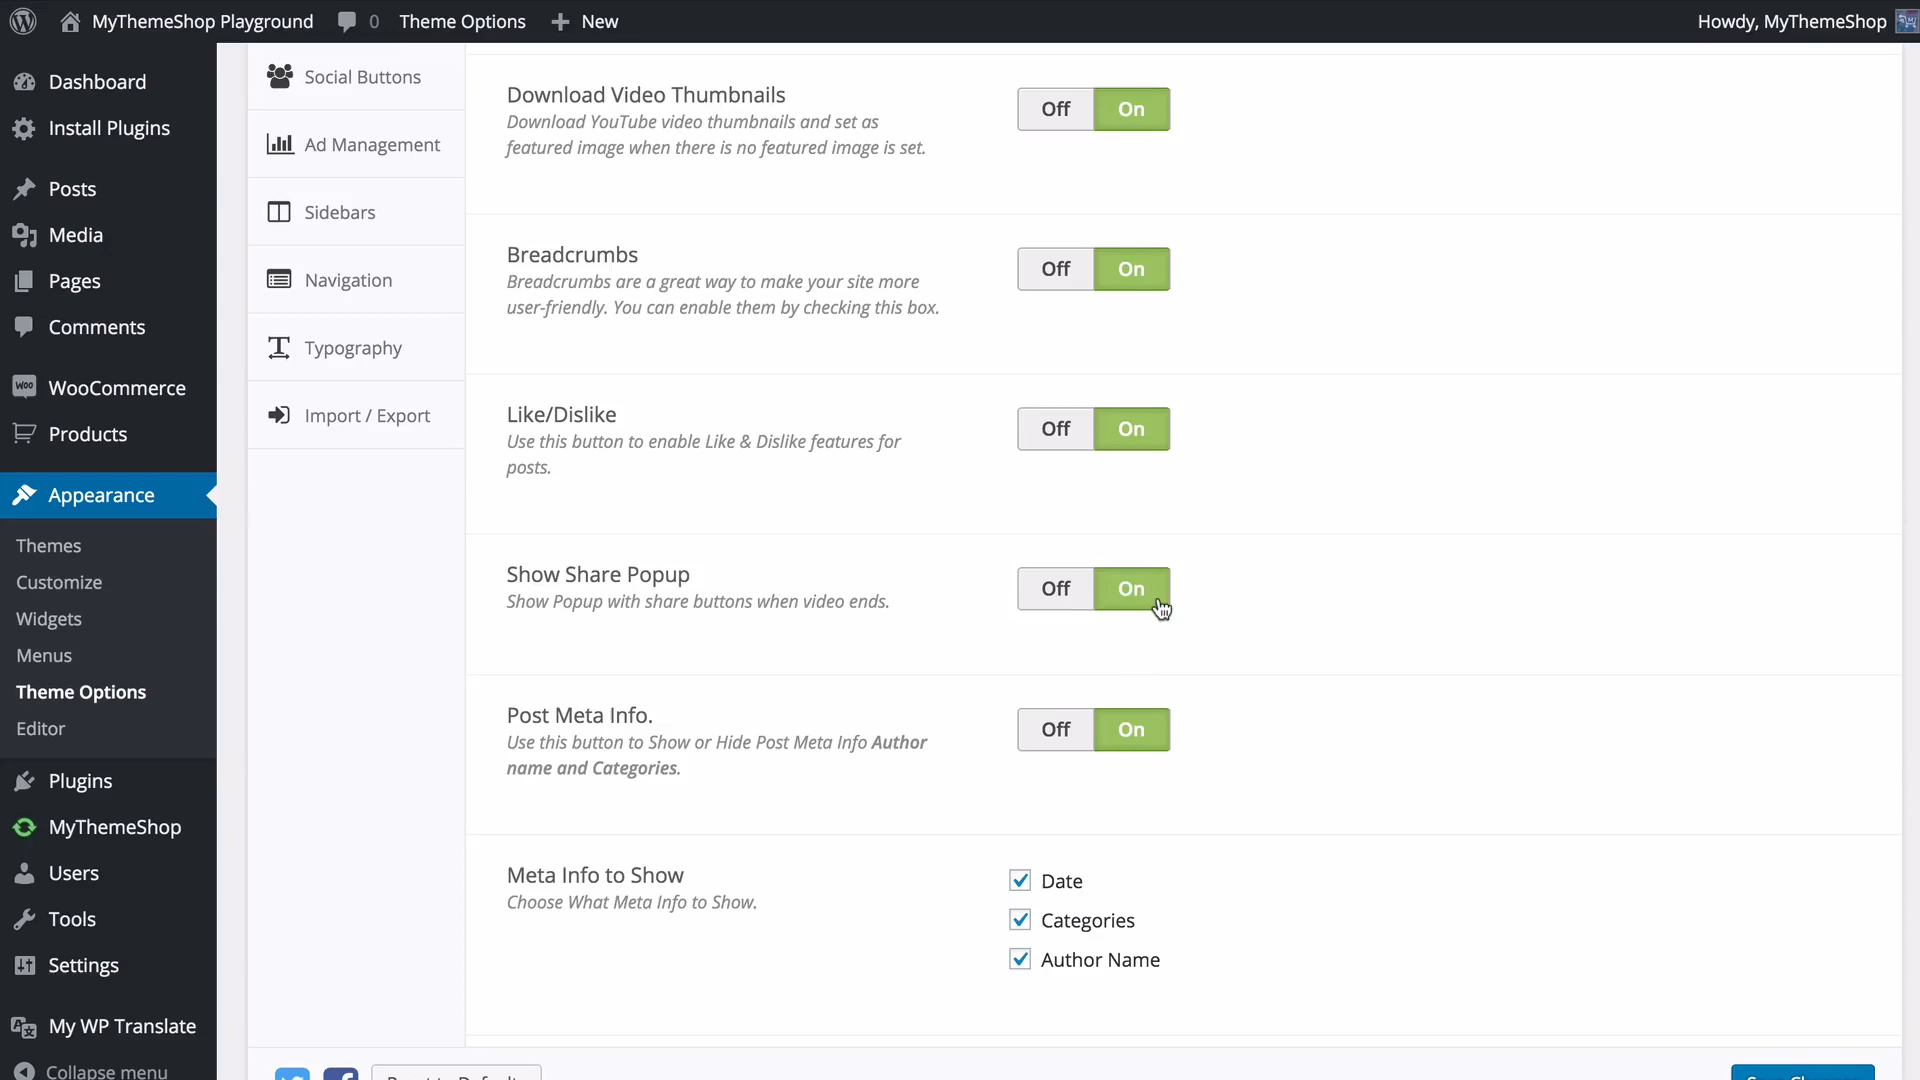 MyThemeShop Playground 0 Theme Options New Howdy, MyThemeShop
Dashboard
Install Plugins
Posts
Media
Pages
Comments
WooCommerce
Products
Appearance
Themes
Customize
Widgets
Menus
Theme Options
Editor
Plugins
MyThemeShop
Users
Tools
Settings
My WP Translate
Collapse menu
Social Buttons
Ad Management
Sidebars
Navigation
Typography
Import / Export
Download Video Thumbnails
Download YouTube video thumbnails and set as
featured image when there is no featured image is set.
Off On
Breadcrumbs
Breadcrumbs are a great way to make your site more
user-friendly. You can enable them by checking this box.
Off On
Like/Dislike
Use this button to enable Like & Dislike features for
posts.
Off On
Show Share Popup
Show Popup with share buttons when video ends.
Off On
Post Meta Info.
Use this button to Show or Hide Post Meta Info Author
name and Categories.
Off On
Meta Info to Show
Choose What Meta Info to Show.
Date
Categories
Author Name